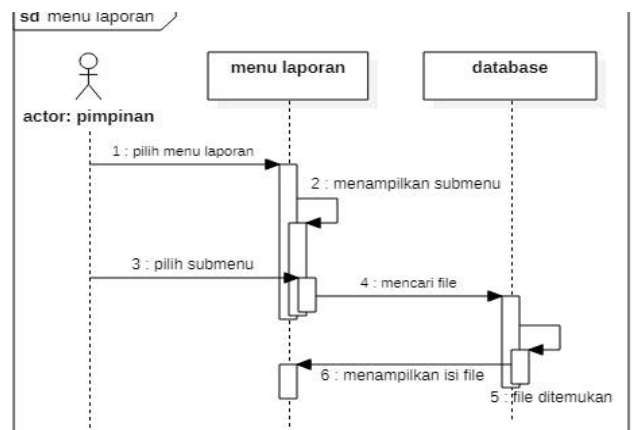 sd menu laporan
menu laporan
database
actor: pimpinan
1 : pilih menu laporan
2 : menampilkan submenu
3 : pilih submenu
4 : mencari file
6 : menampilkan isi file
5 : file ditemukan